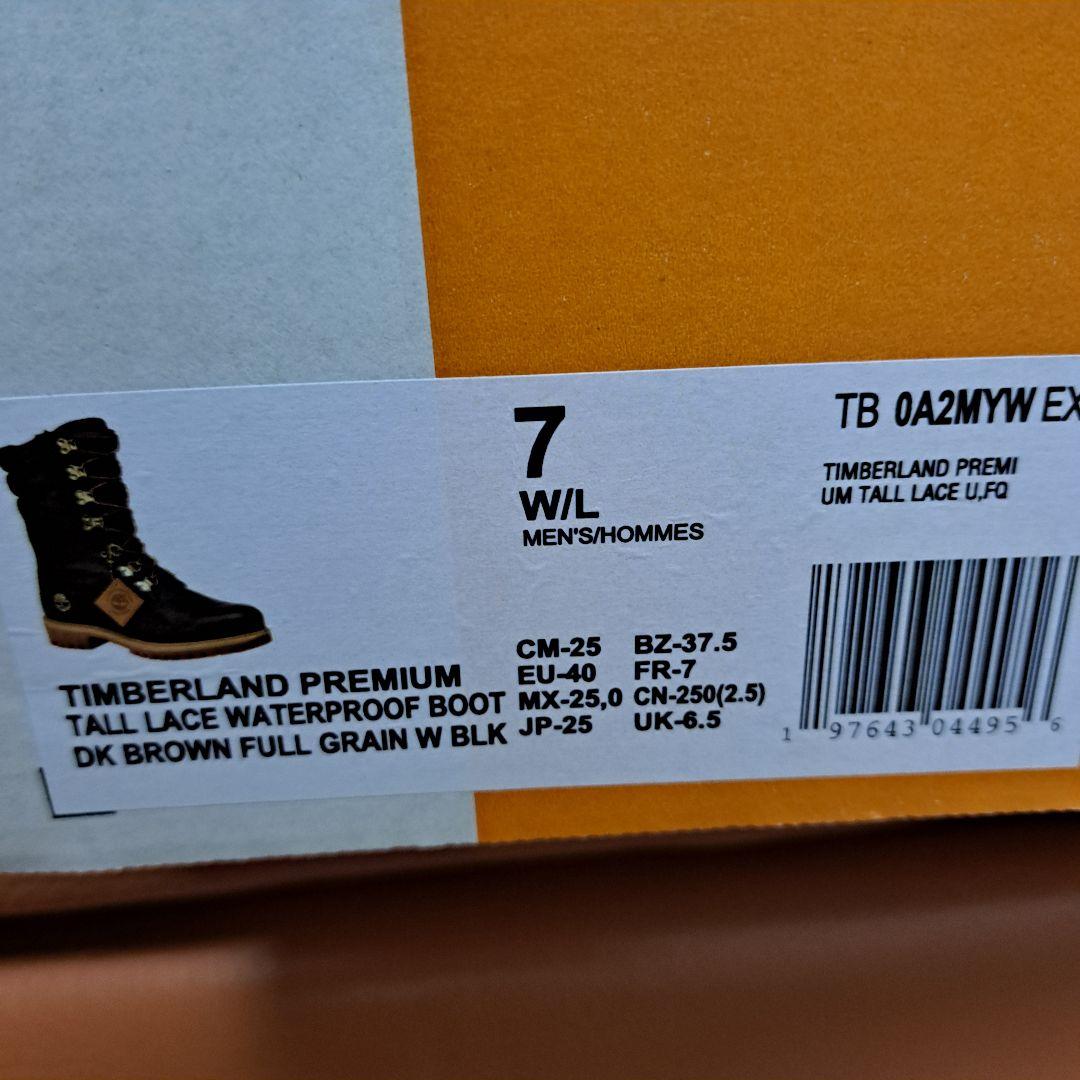 7
W/L
MEN'S/HOMMES
TB 0A2MYW EX
TIMBERLAND PREMI
UM TALL LACE U,FQ
TIMBERLAND PREMIUM
TALL LACE WATERPROOF BOOT
DK BROWN FULL GRAIN W BLK
CM-25 BZ-37.5
EU-40 FR-7
MX-25,0 CN-250(2.5)
JP-25 UK-6.5
1 97643 04495 6